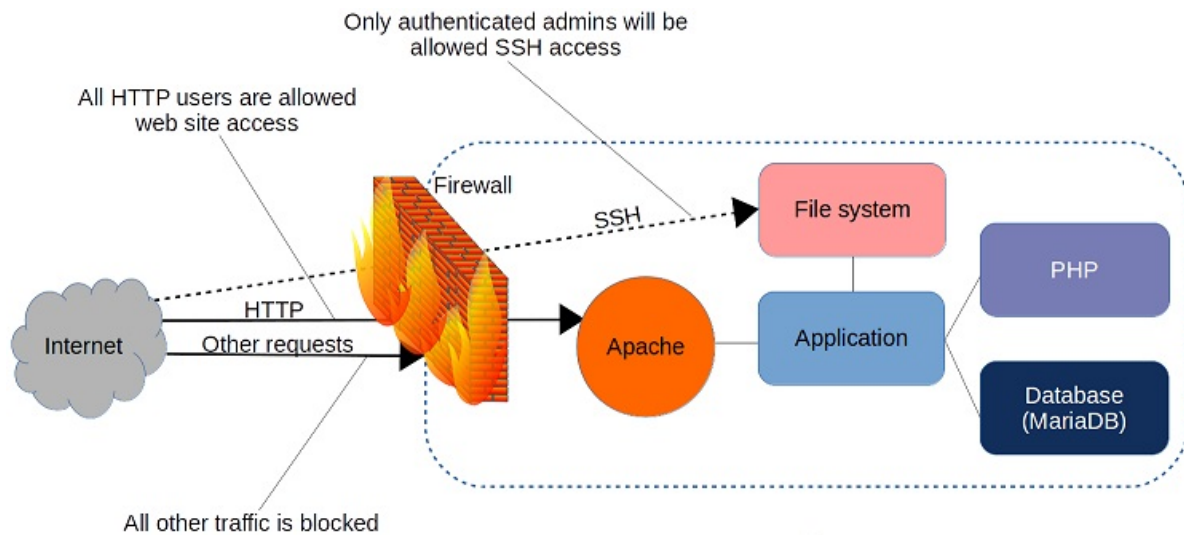 Only authenticated admins will be
allowed SSH access
All HTTP users are allowed
web site access
Firewall
SSH
File system
PHP
HTTP
Internet
Other requests
Apache
Application
Database
(MariaDB)
All other traffic is blocked